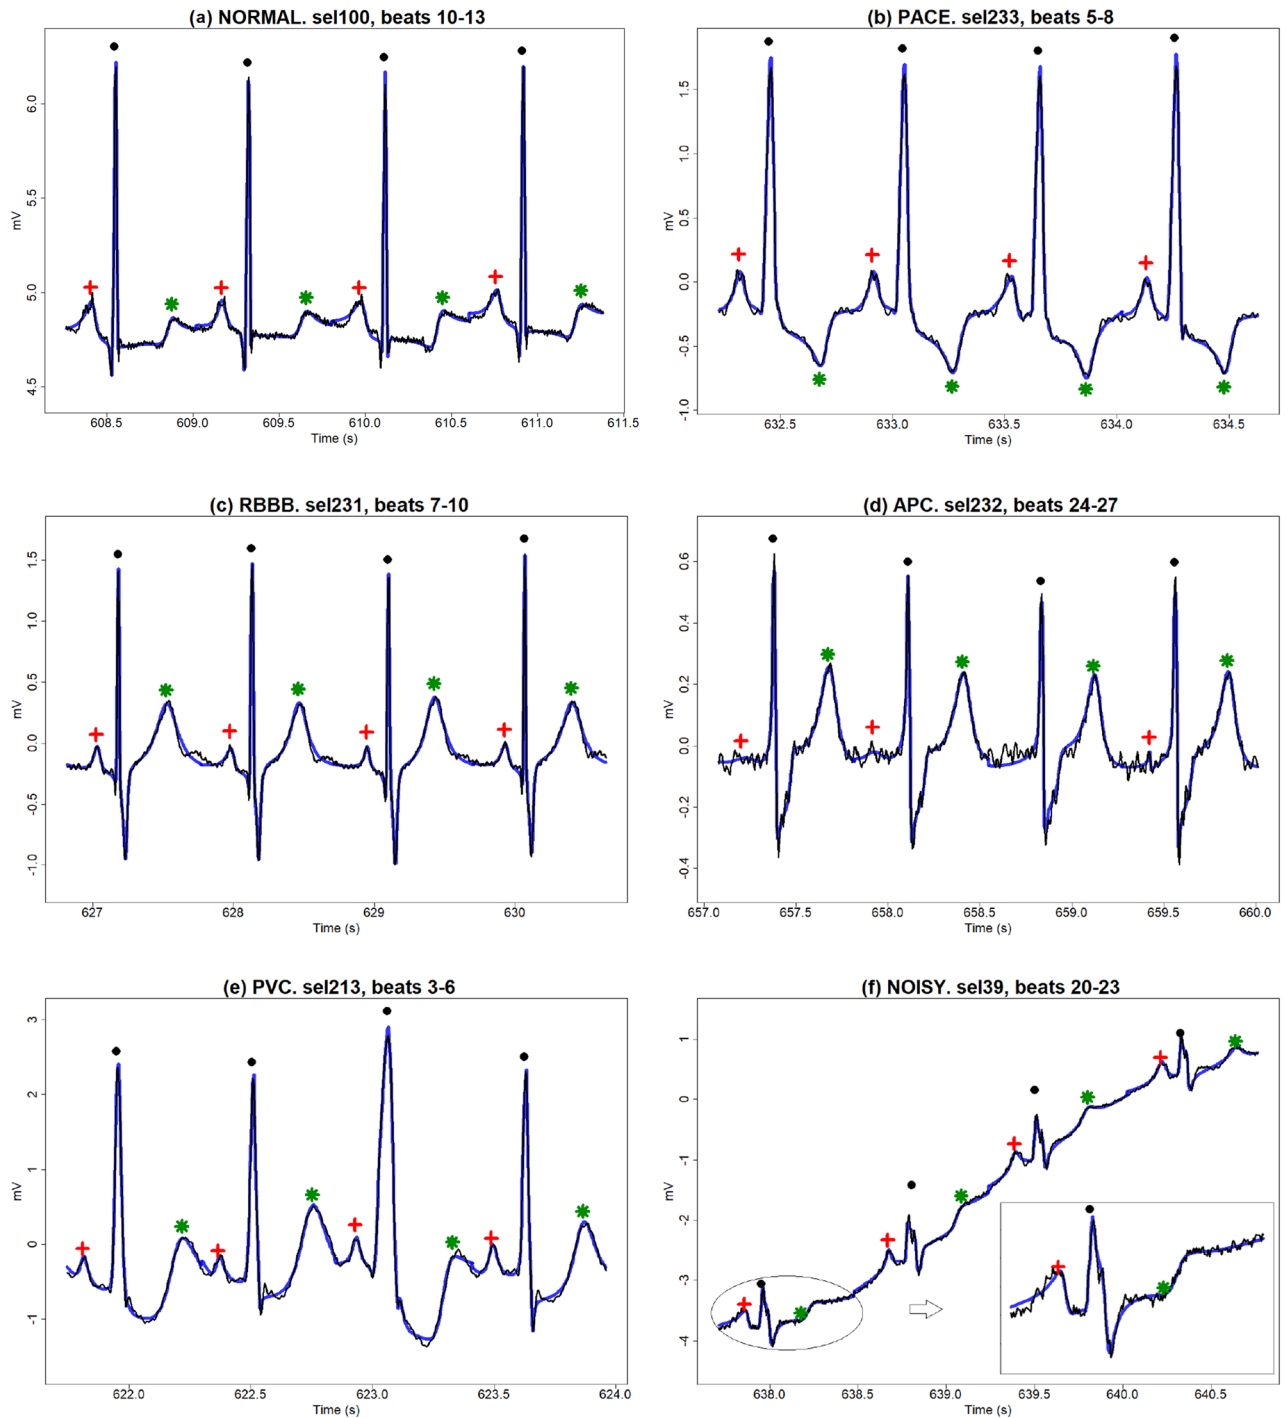 (a) NORMAL. sel100, beats 10-13
6.0
5.5
5.0
4.5
mV
608.5 609.0 609.5 610.0 610.5 611.0 611.5
Time (s)
(b) PACE. sel233, beats 5-8
1.5
1.0
0.5
0.0
-0.5
-1.0
mV
632.5 633.0 633.5 634.0 634.5
Time (s)
(c) RBBB. sel231, beats 7-10
1.5
1.0
0.5
0.0
-0.5
-1.0
mV
627 628 629 630
Time (s)
(d) APC. sel232, beats 24-27
0.6
0.4
0.2
0.0
-0.2
-0.4
mV
657.0 657.5 658.0 658.5 659.0 659.5 660.0
Time (s)
(e) PVC. sel213, beats 3-6
3
2
1
0
-1
mV
622.0 622.5 623.0 623.5 624.0
Time (s)
(f) NOISY. sel39, beats 20-23
1
0
-1
-2
-3
-4
mV
638.0 638.5 639.0 639.5 640.0 640.5
Time (s)